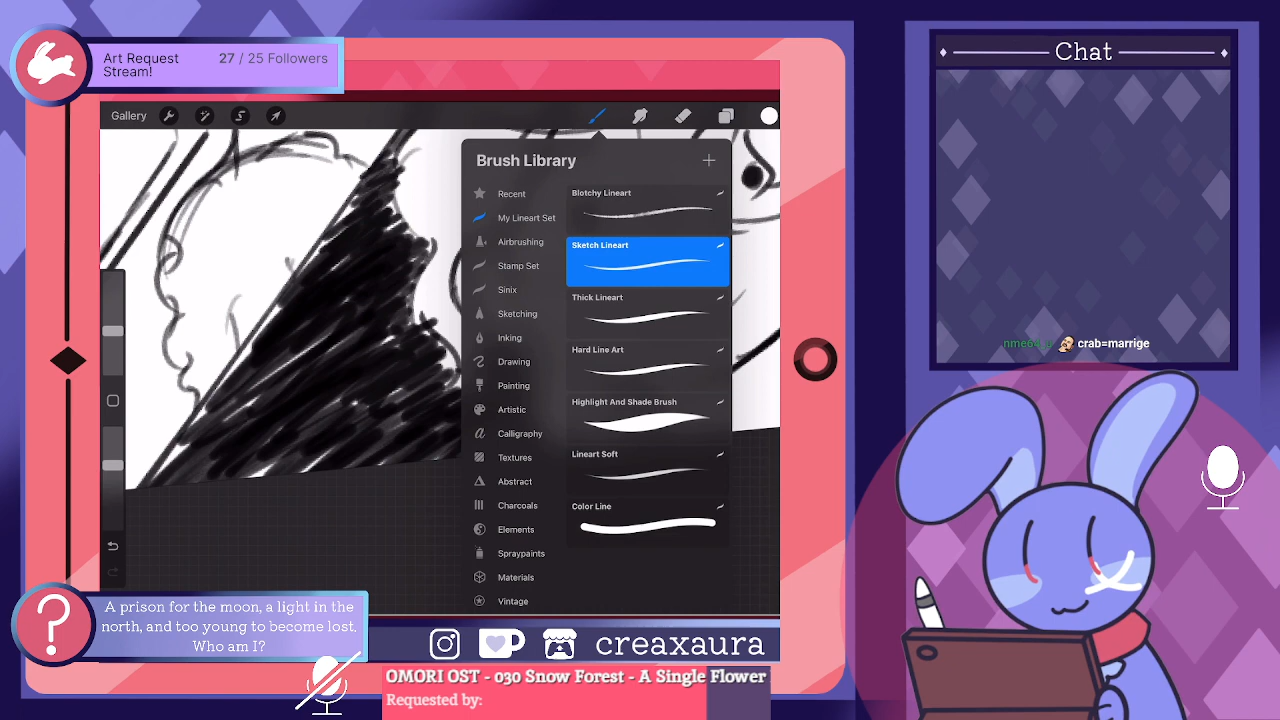 Art Request
Stream!
27 / 25 Followers
Gallery
Brush Library
Recent
My Lineart Set
Airbrushing
Stamp Set
Sinix
Sketching
Inking
Drawing
Painting
Artistic
Calligraphy
Textures
Abstract
Charcoals
Elements
Spraypaints
Materials
Vintage
Blotchy Lineart
Sketch Lineart
Thick Lineart
Hard Line Art
Highlight And Shade Brush
Lineart Soft
Color Line
Chat
crab=marrige
A prison for the moon, a light in the
north, and too young to become lost.
Who am I?
creaxaura
OMORI OST - 030 Snow Forest - A Single Flower
Requested by: